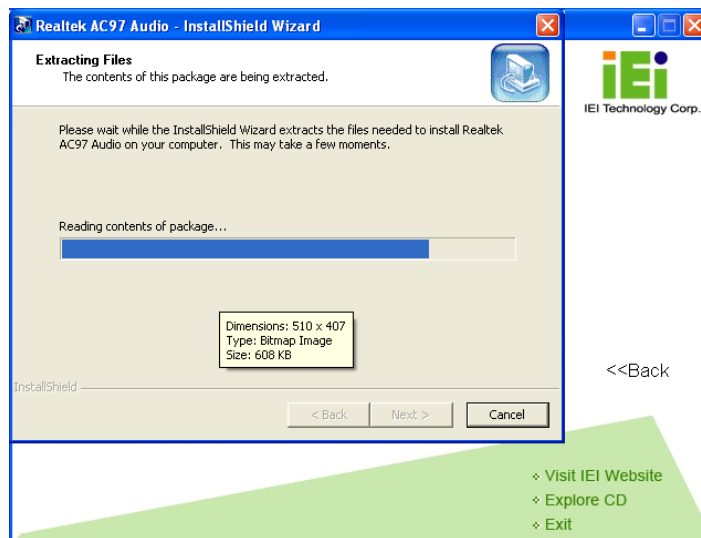 Realtek AC97 Audio - InstallShield Wizard
Extracting Files
The contents of this package are being extracted.
iEi
IEI Technology Corp.
Please wait while the InstallShield Wizard extracts the files needed to install Realtek
AC97 Audio on your computer. This may take a few moments.
Reading contents of package...
Dimensions: 510 x 407
Type: Bitmap Image
Size: 608 KB
<<Back
InstallShield
< Back
Next >
Cancel
Visit IEI Website
Explore CD
Exit